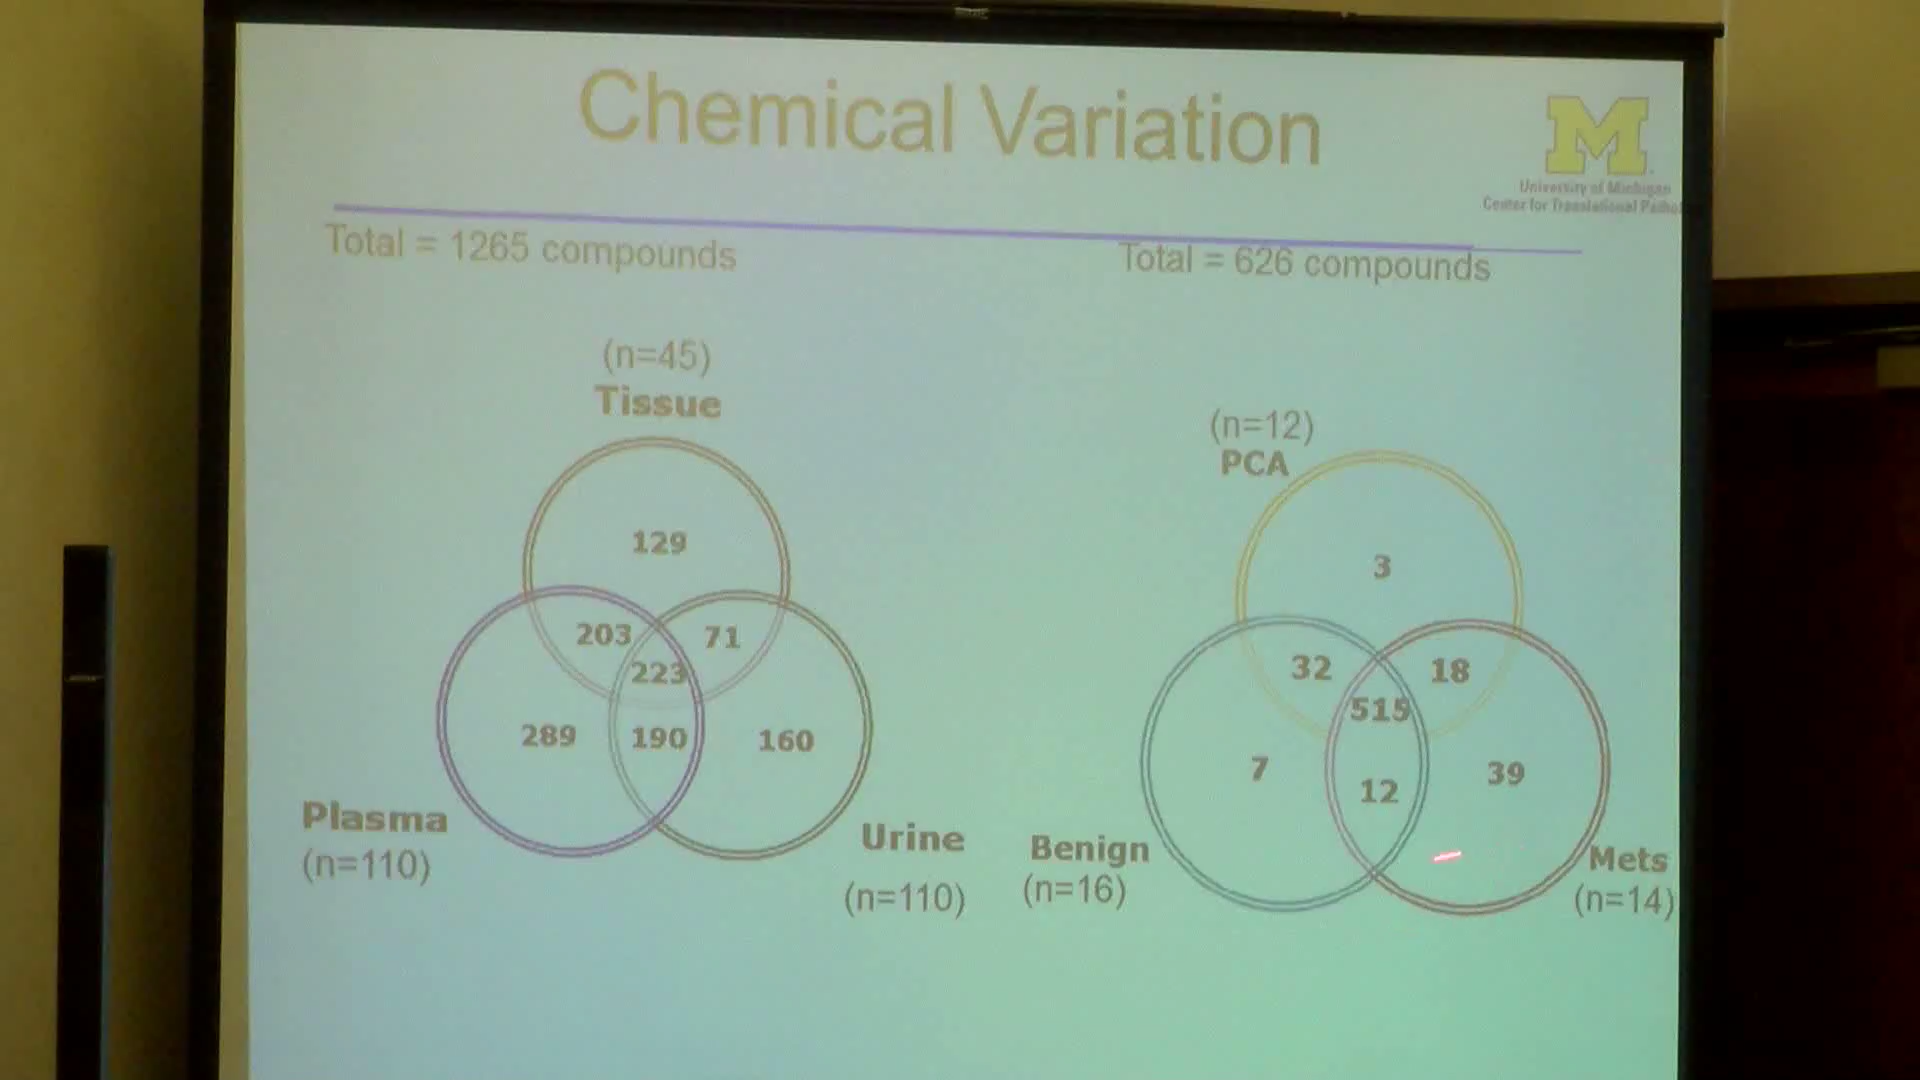 Chemical Variation
M
University of Michigan
Center for Translational Pathol
Total = 1265 compounds
Total = 626 compounds
(n=45)
Tissue
129
203
71
223
289
190
160
Plasma
(n=110)
Urine
(n=110)
(n=12)
PCA
3
32
18
515
7
12
39
Benign
(n=16)
Mets
(n=14)